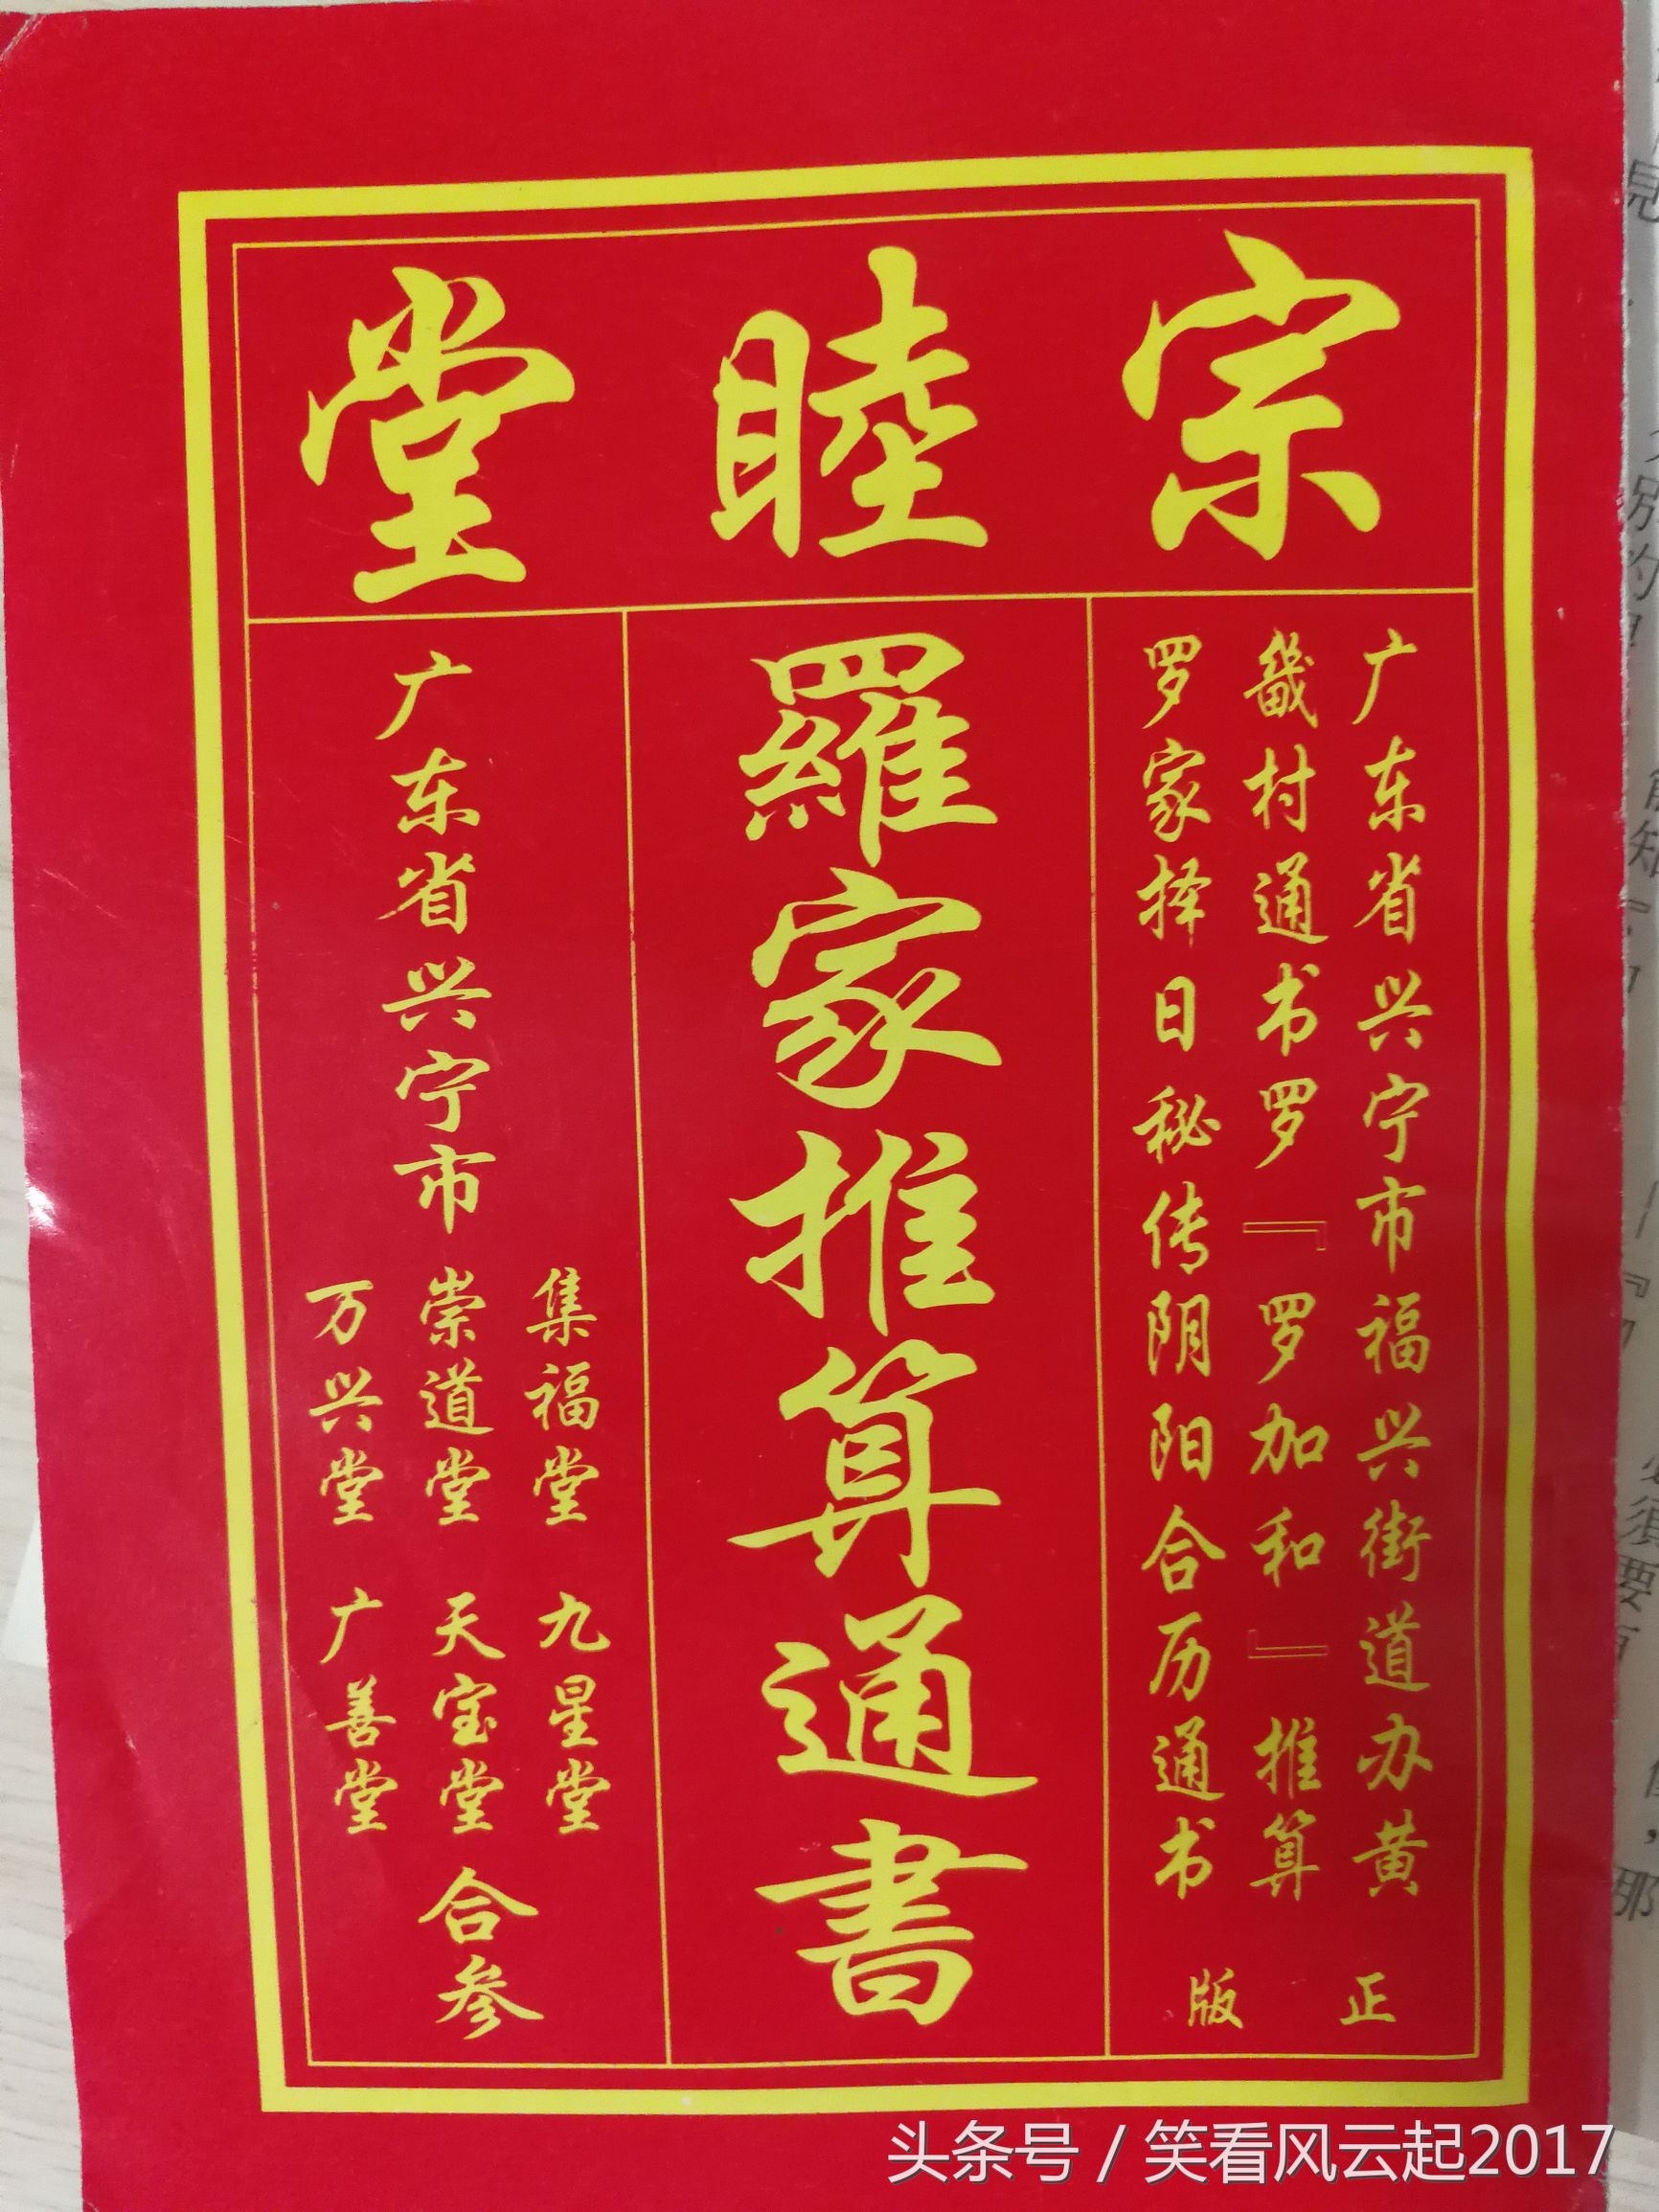 宗睦堂
广东省兴宁市福兴街道办黄
畿村通书罗『罗加和』推算
罗家择日秘传阴阳合历通书
正版
羅家推算通書
广东省兴宁市
集福堂 九星堂
崇道堂 天宝堂
万兴堂 广善堂
合参
头条号 / 笑看风云起2017